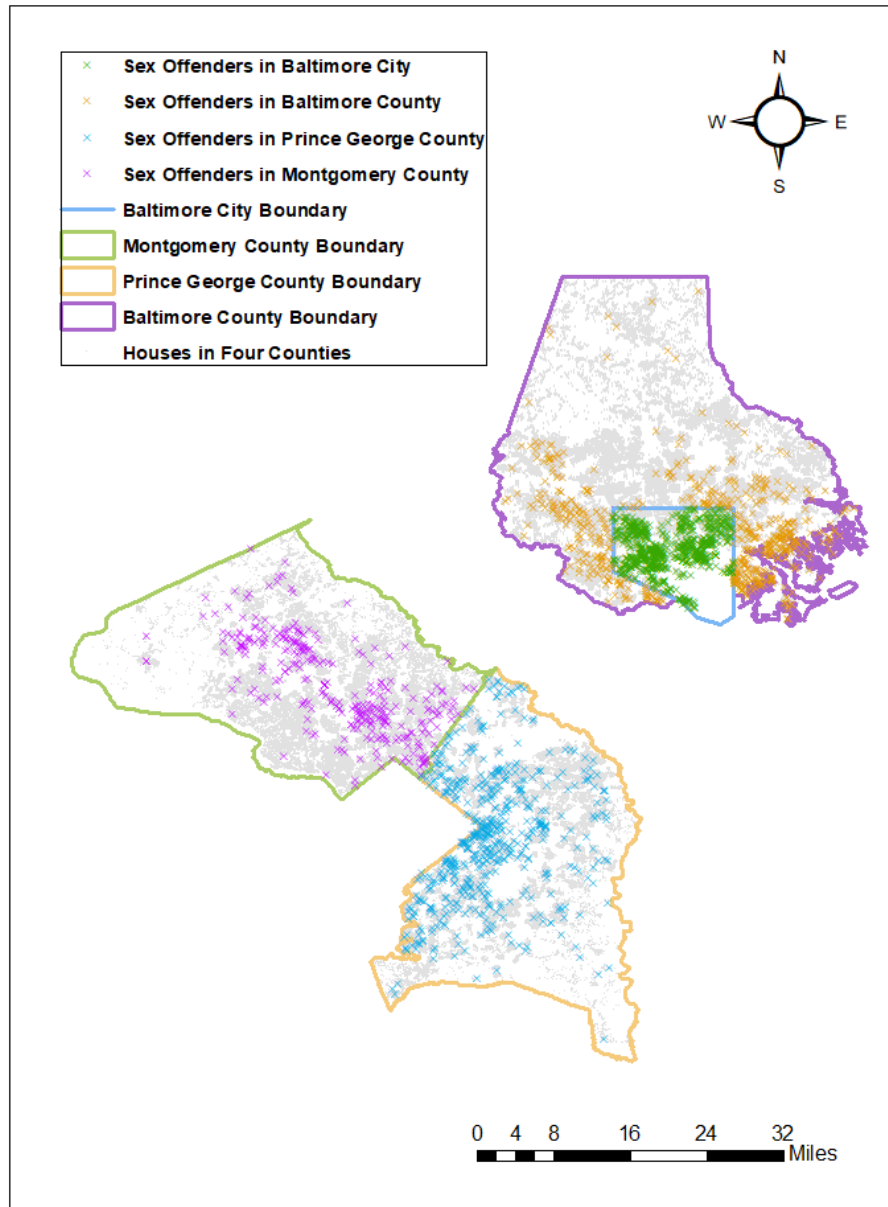 Sex Offenders in Baltimore City
Sex Offenders in Baltimore County
Sex Offenders in Prince George County
Sex Offenders in Montgomery County
Baltimore City Boundary
Montgomery County Boundary
Prince George County Boundary
Baltimore County Boundary
Houses in Four Counties
N
W E
S
0 4 8 16 24 32
Miles